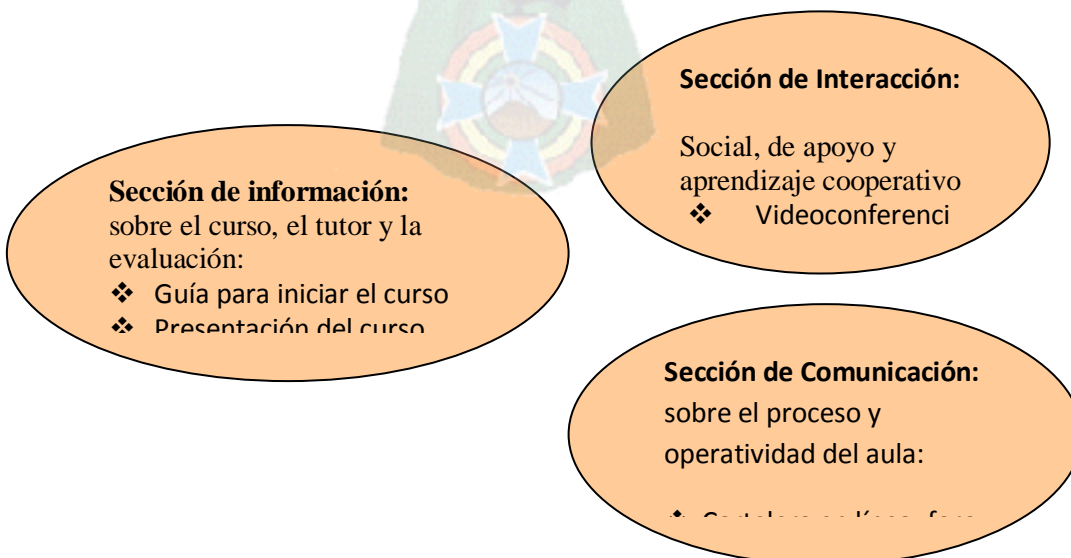 Sección de Interacción:
Social, de apoyo y
aprendizaje cooperativo
❖ Videoconferenci
Sección de información:
sobre el curso, el tutor y la
evaluación:
❖ Guía para iniciar el curso
❖ Presentación del curso
Sección de Comunicación:
sobre el proceso y
operatividad del aula: